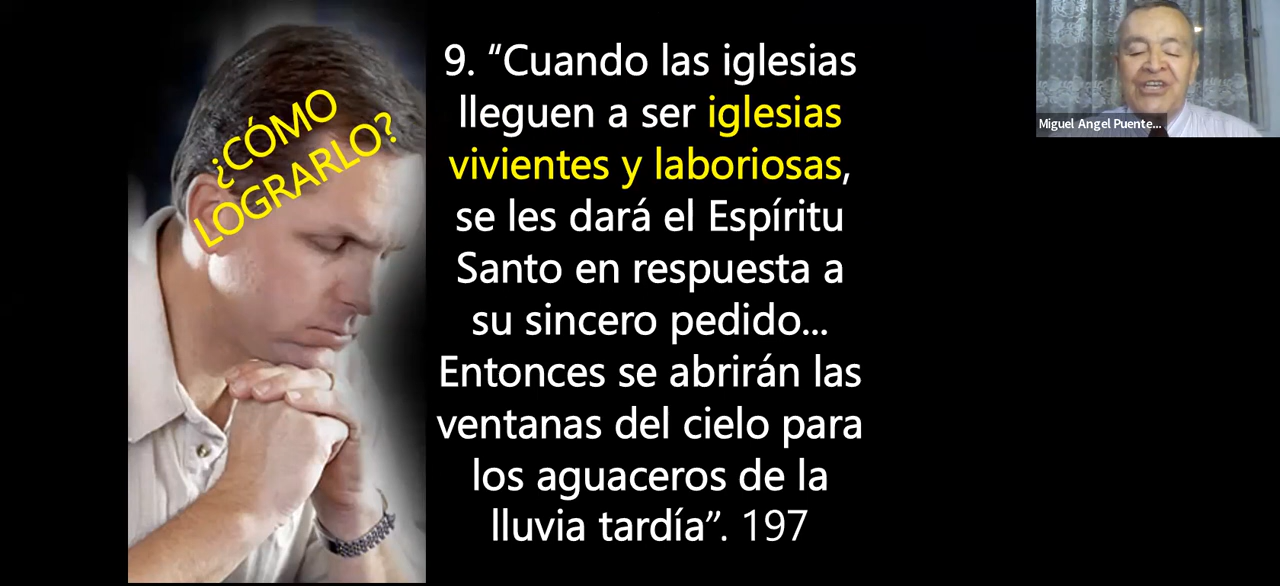 ¿CÓMO
LOGRARLO?
9. “Cuando las iglesias
lleguen a ser iglesias
vivientes y laboriosas,
se les dará el Espíritu
Santo en respuesta a
su sincero pedido...
Entonces se abrirán las
ventanas del cielo para
los aguaceros de la
lluvia tardía”. 197
Miguel Angel Puente...